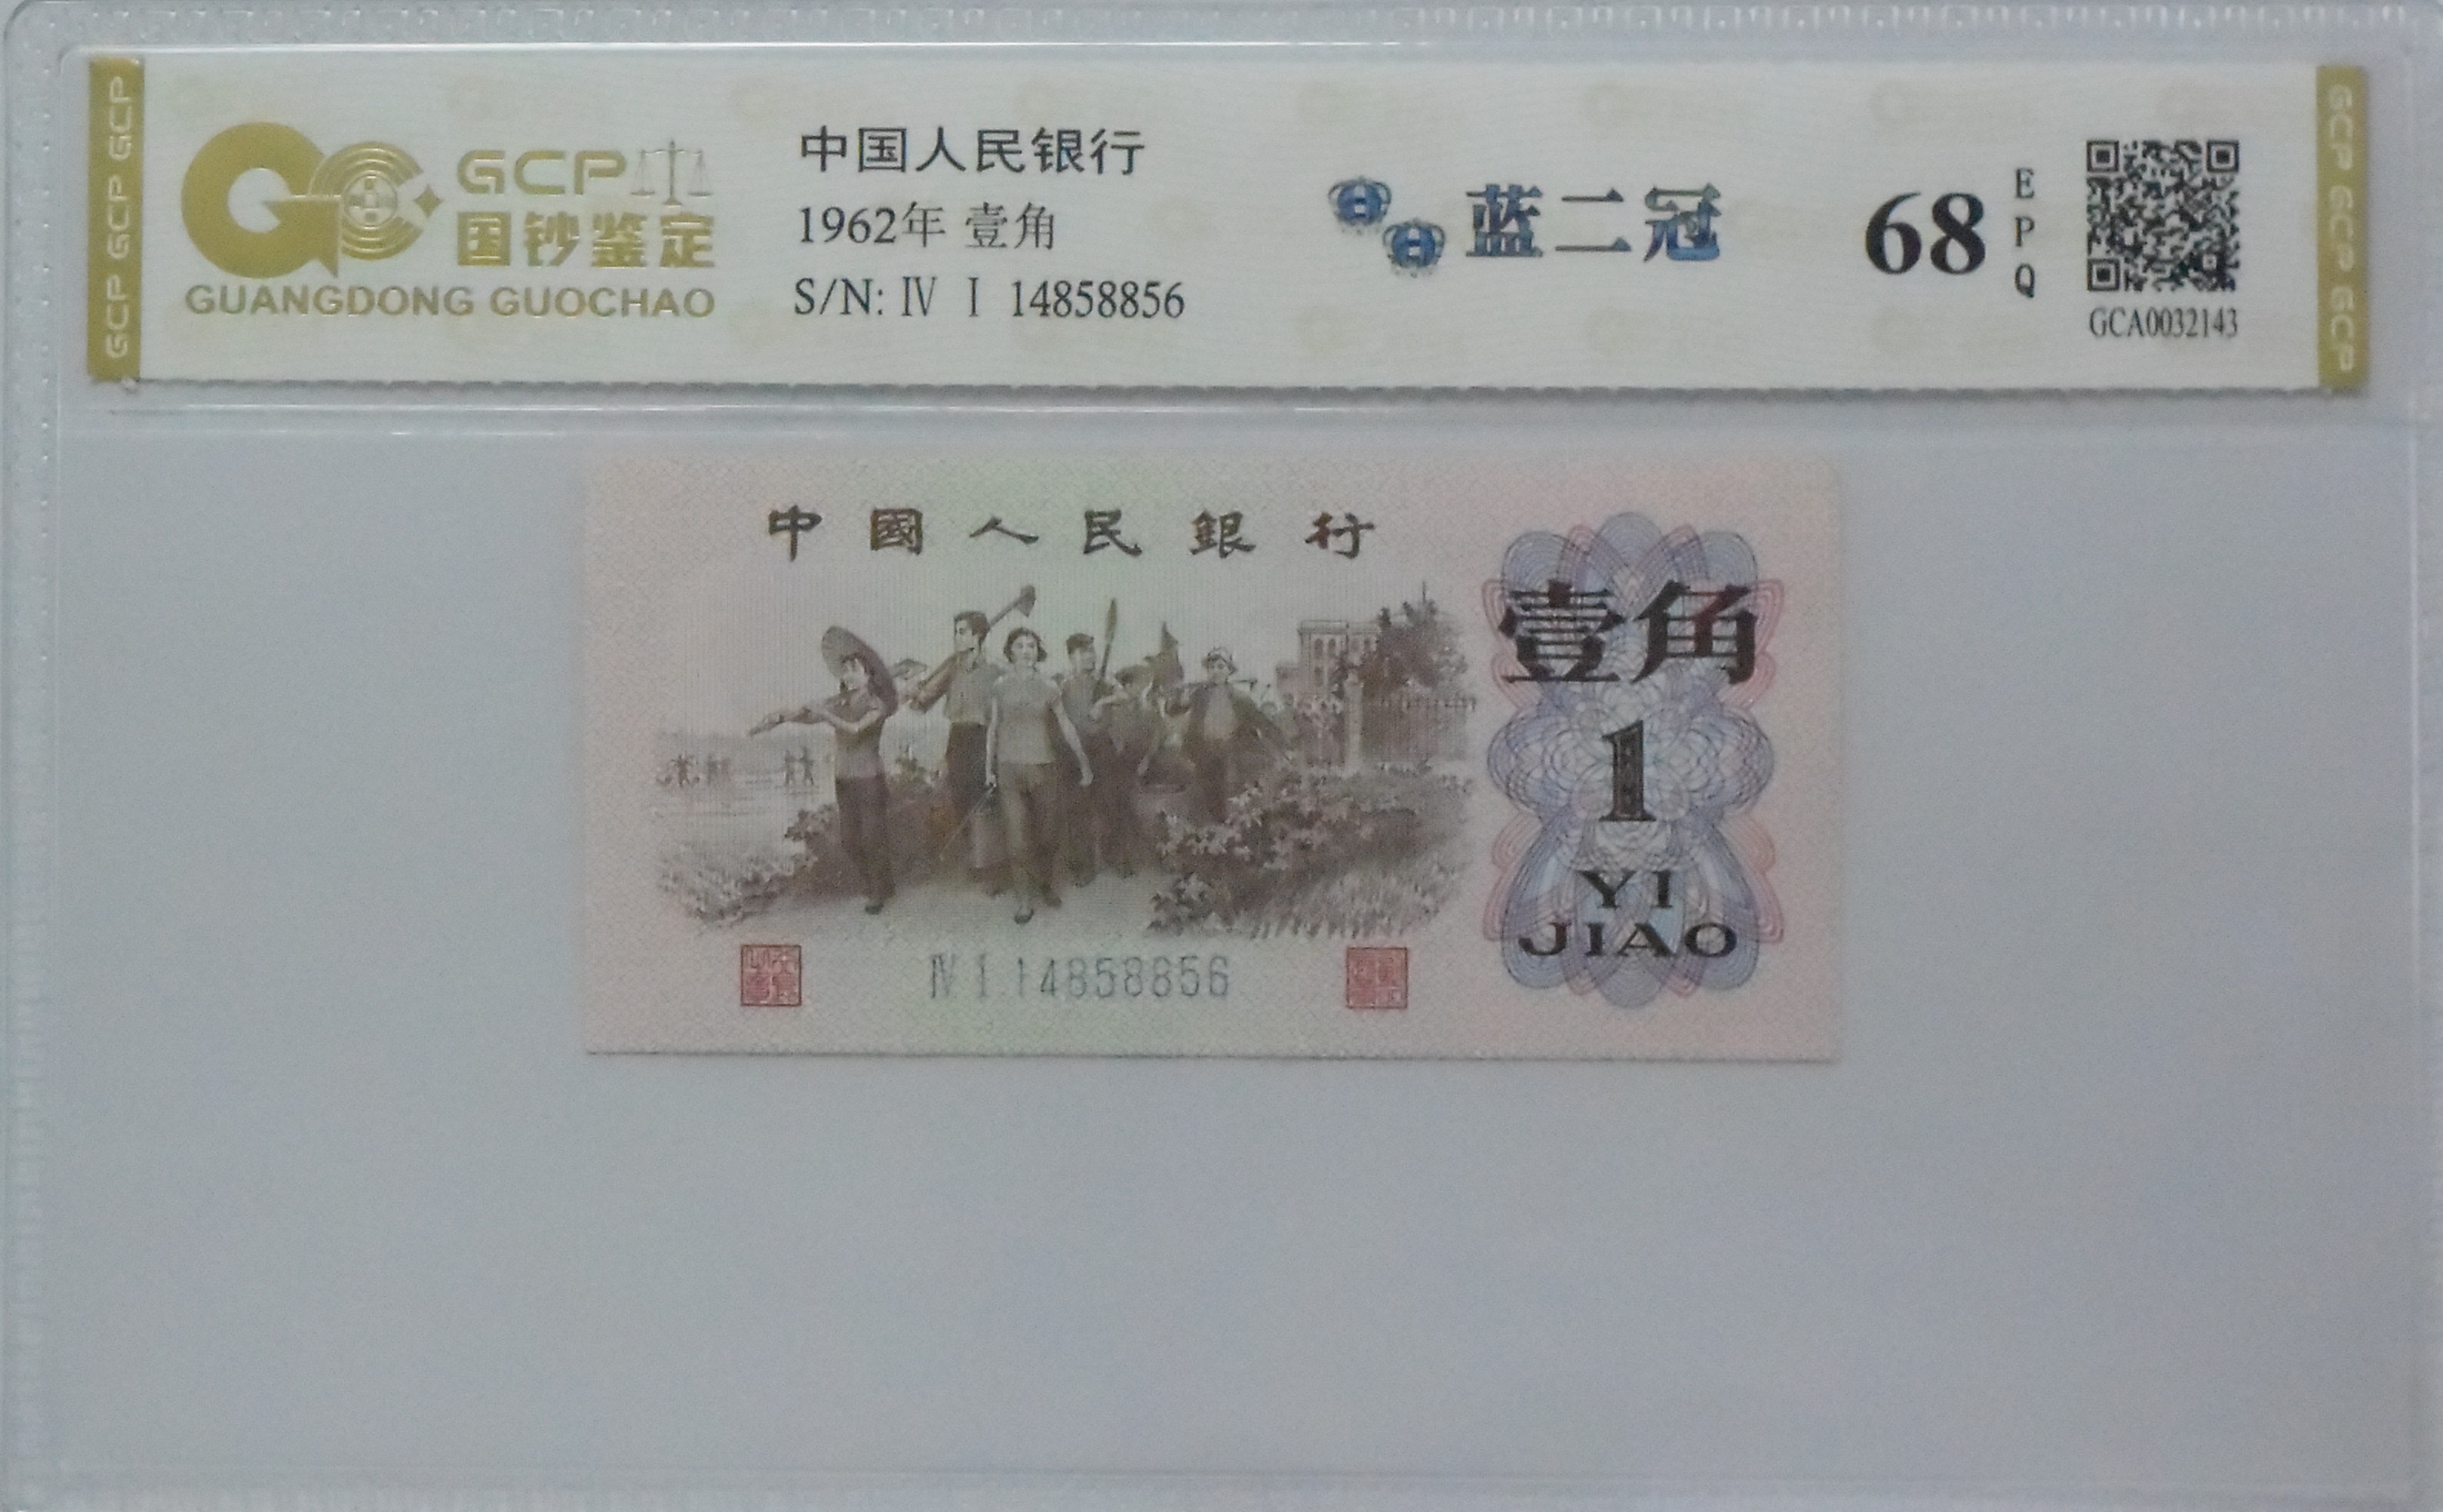 GCP GCP GCP
GCP
国钞鉴定
GUANGDONG GUOCHAO
中国人民银行
1962年 壹角
S/N: Ⅳ Ⅰ 14858856
蓝二冠
68
EPQ
GCA0032143
GCP GCP GCP
中國人民銀行
壹角
1
YI
JIAO
Ⅳ Ⅰ 14858856